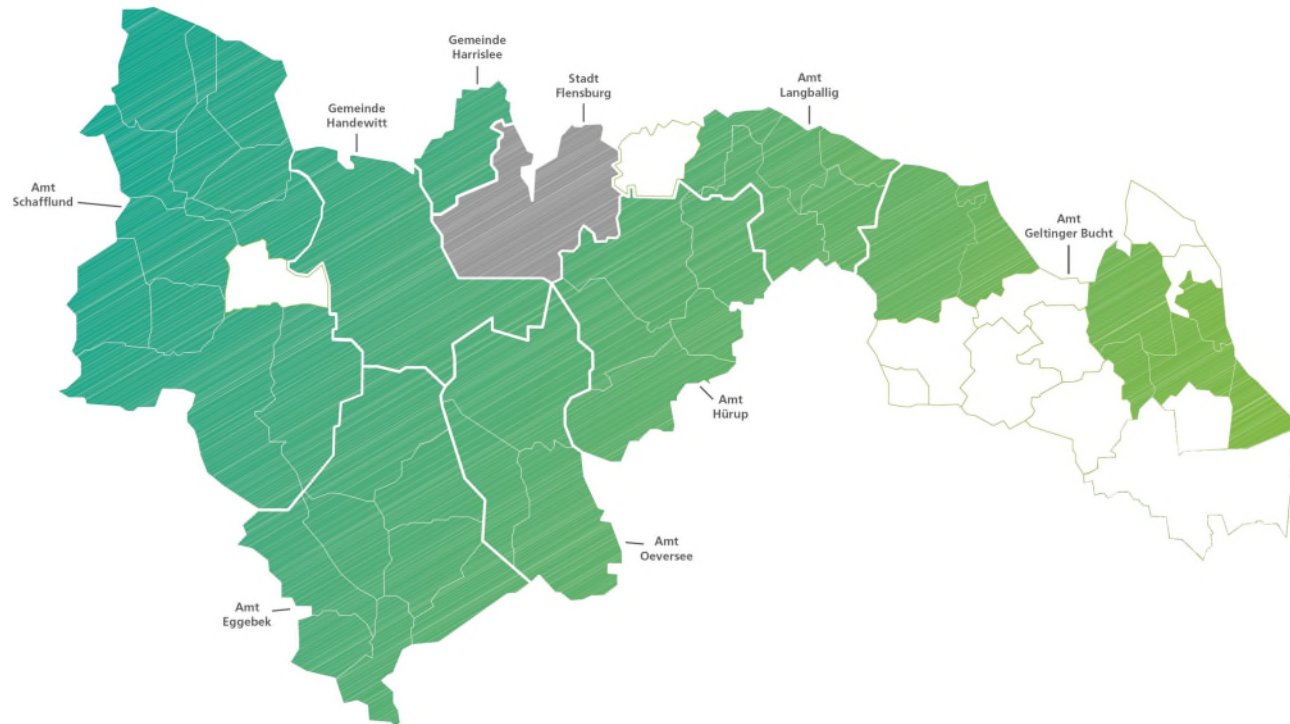 Gemeinde
Harrislee
Stadt
Flensburg
Amt
Langballig
Gemeinde
Handewitt
Amt
Schafflund
Amt
Geltinger Bucht
Amt
Hürup
Amt
Oeversee
Amt
Eggebek